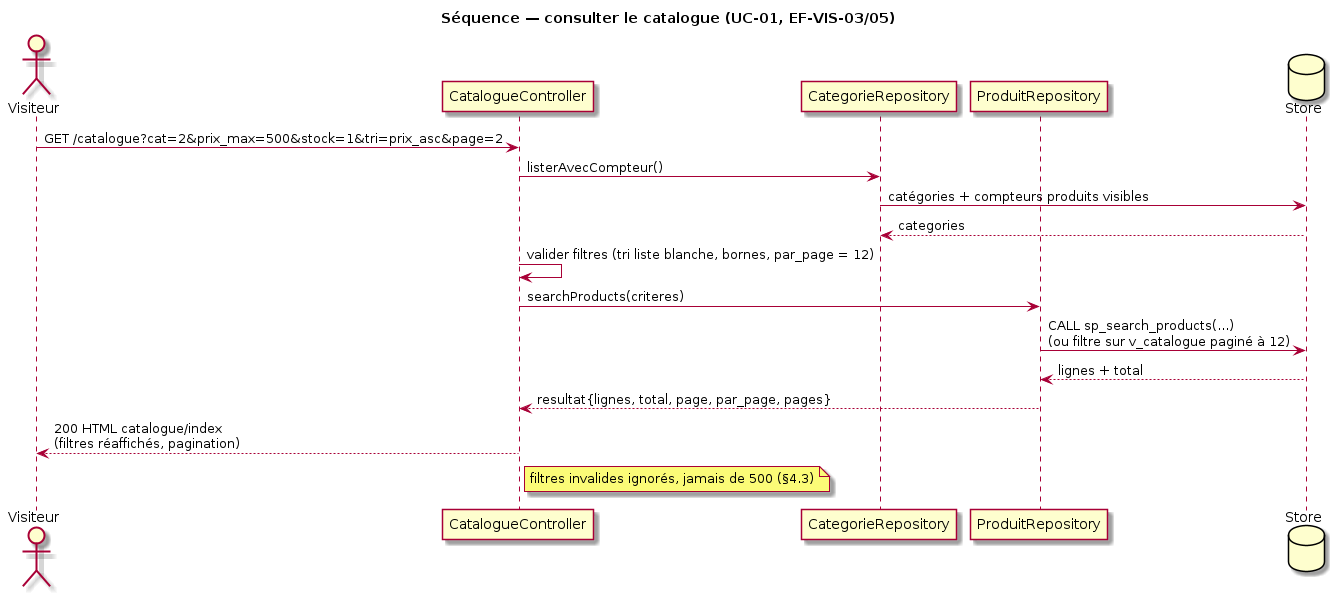 Séquence — consulter le catalogue (UC-01, EF-VIS-03/05)
Visiteur
CatalogueController
CategorieRepository
ProduitRepository
Store
GET /catalogue?cat=2&prix_max=500&stock=1&tri=prix_asc&page=2
listerAvecCompteur()
catégories + compteurs produits visibles
categories
valider filtres (tri liste blanche, bornes, par_page = 12)
searchProducts(criteres)
CALL sp_search_products(...)
(ou filtre sur v_catalogue paginé à 12)
lignes + total
resultat{lignes, total, page, par_page, pages}
200 HTML catalogue/index
(filtres réaffichés, pagination)
filtres invalides ignorés, jamais de 500 (§4.3)
Visiteur
CatalogueController
CategorieRepository
ProduitRepository
Store